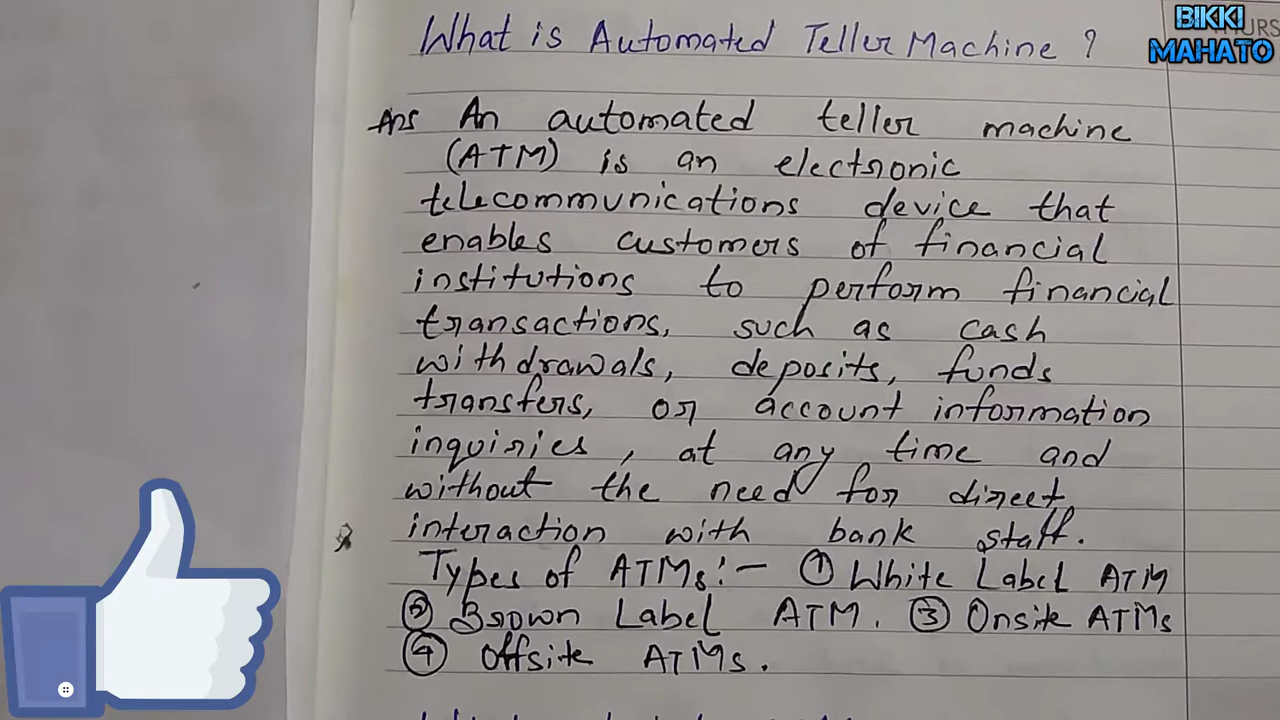 BIKKI
MAHATO
THURS
What is Automated Teller Machine ?
Ans An automated teller machine
(ATM) is an electronic
telecommunications device that
enables customers of financial
institutions to perform financial
transactions, such as cash
withdrawals, deposits, funds
transfers, or account information
inquiries, at any time and
without the need for direct
interaction with bank staff.
Types of ATMs:- ① White Label ATM
② Brown Label ATM. ③ Onsite ATMs
④ Offsite ATMs.